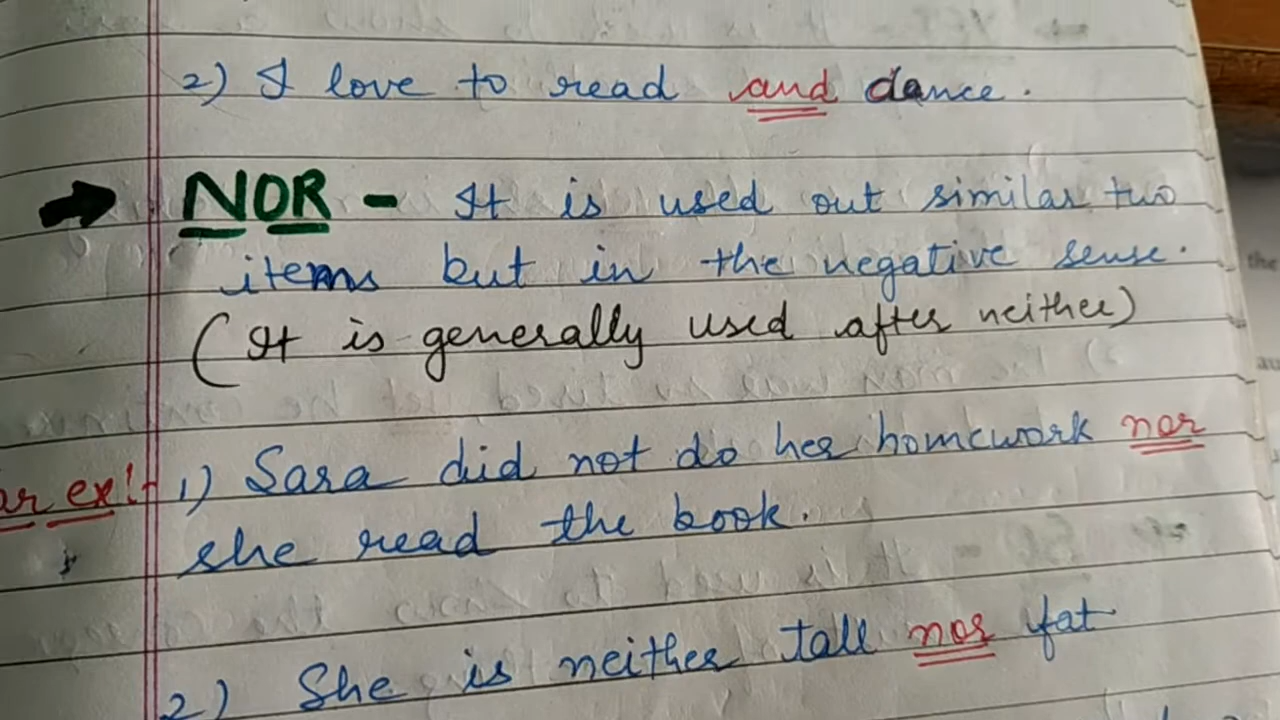 2) I love to read and dance.
→ NOR - It is used out similar two
items but in the negative sense.
(It is generally used after neither)
1) Sara did not do her homework nor
she read the book.
2) She is neither tall nor fat